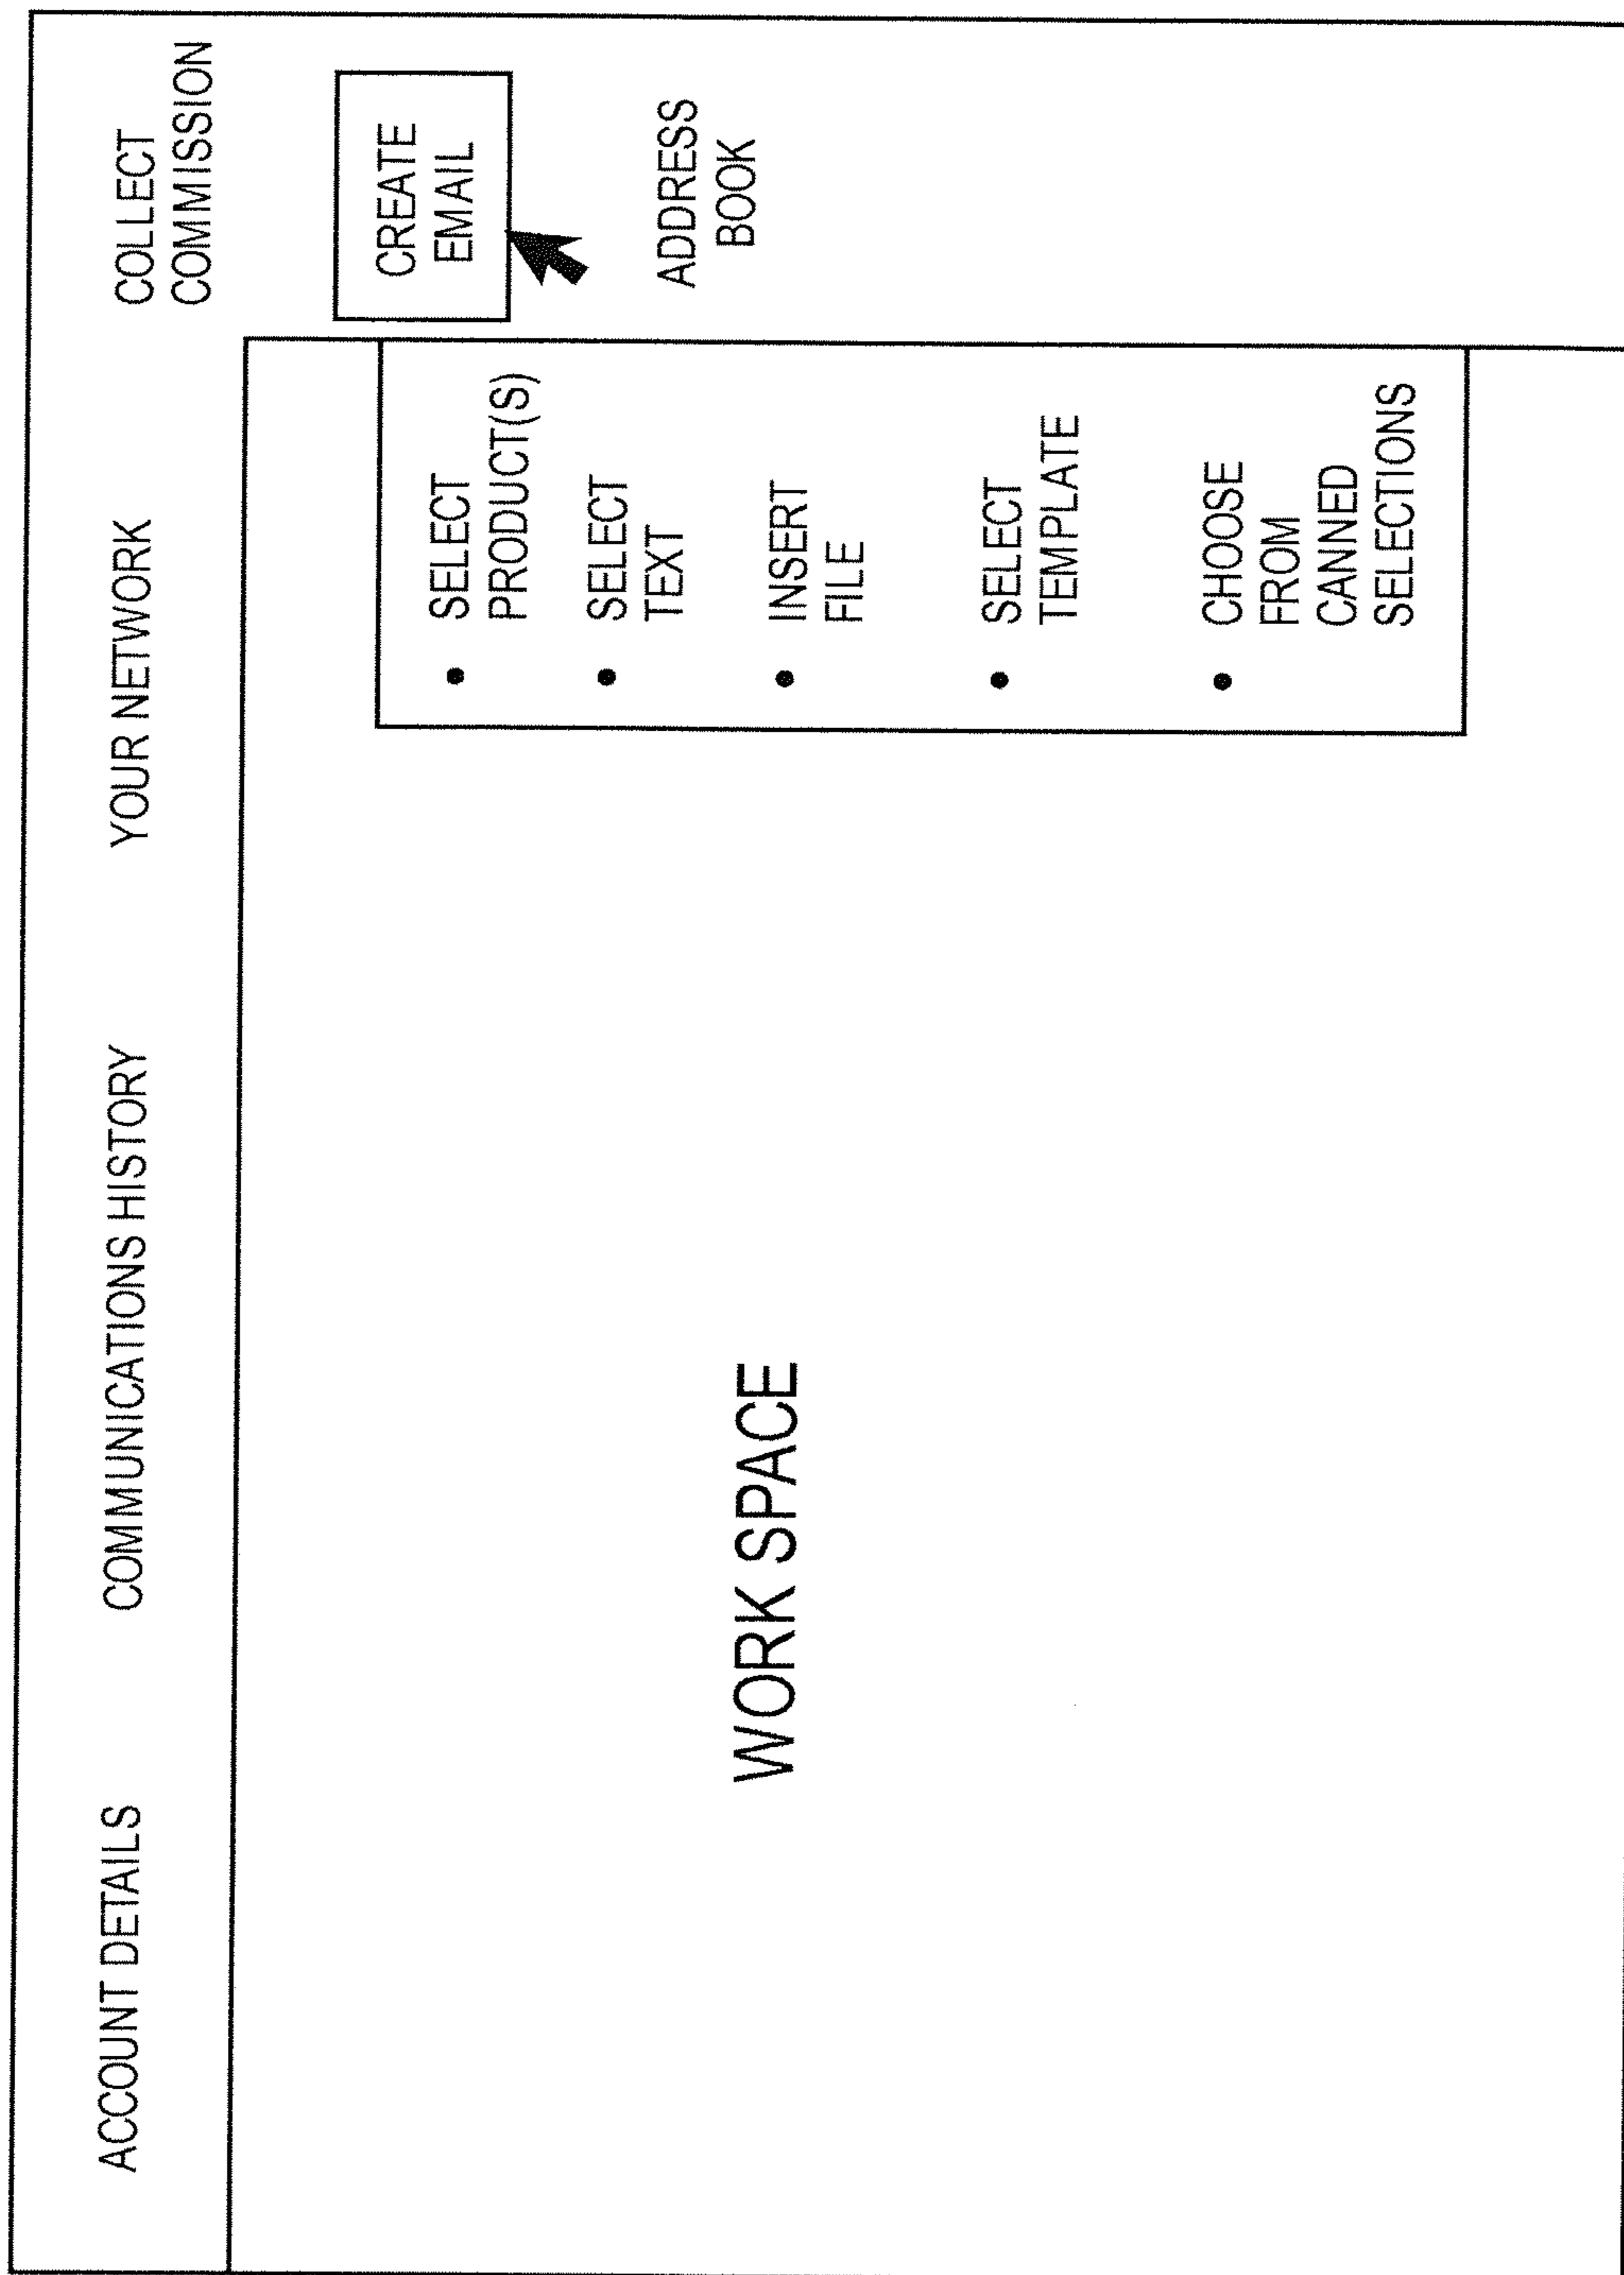 ACCOUNT DETAILS
COMMUNICATIONS HISTORY
YOUR NETWORK
COLLECT
COMMISSION
CREATE
EMAIL
ADDRESS
BOOK
• SELECT
PRODUCT(S)
• SELECT
TEXT
• INSERT
FILE
• SELECT
TEMPLATE
• CHOOSE
FROM
CANNED
SELECTIONS
WORK SPACE